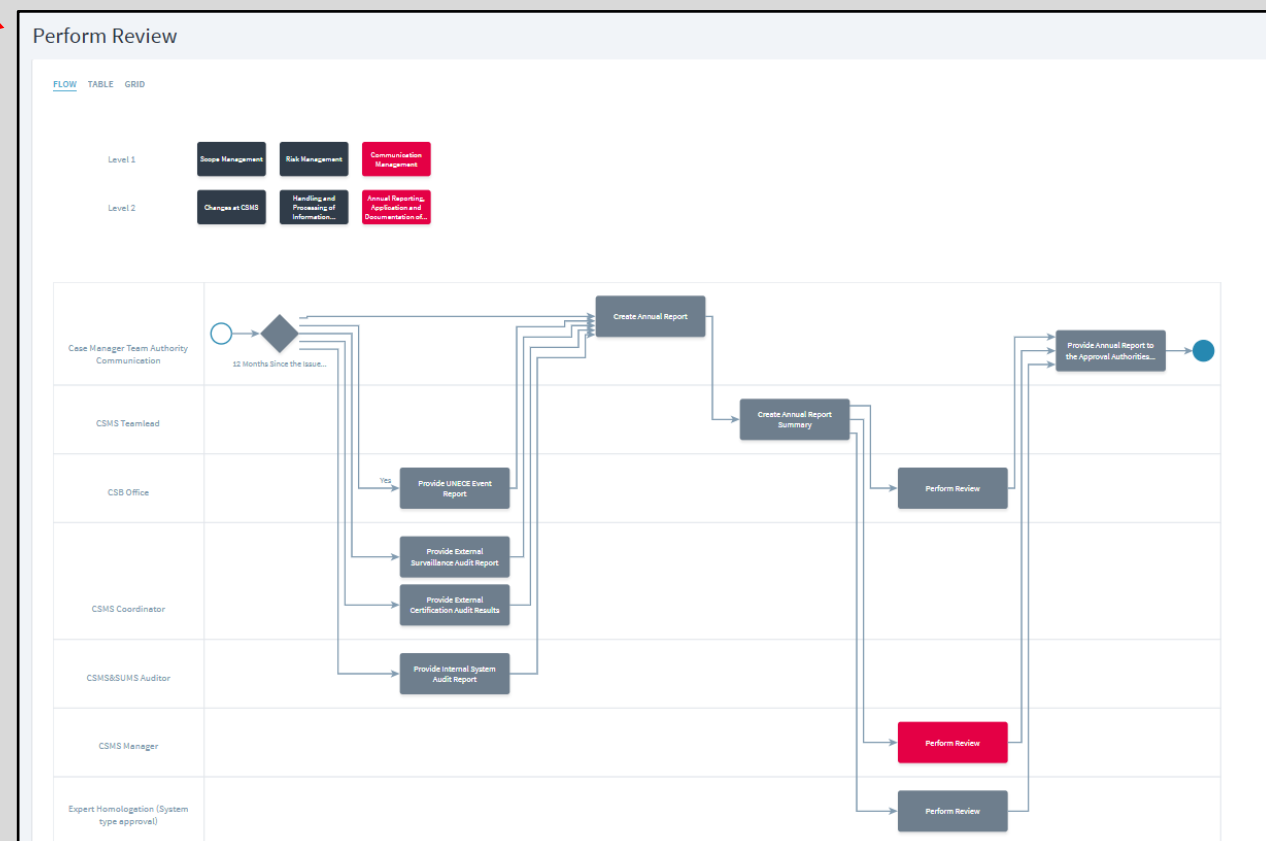 Perform Review
FLOW TABLE GRID
Level 1
Scope Management
Risk Management
Communication
Management
Level 2
Changes at CSMS
Handling and
Processing of
Information...
Annual Reporting,
Application and
Documentation of...
Case Manager Team Authority
Communication
12 Months Since the Issue...
Create Annual Report
Provide Annual Report to
the Approval Authorities...
CSMS Teamlead
Create Annual Report
Summary
CSB Office
Yes
Provide UNECE Event
Report
Perform Review
Provide External
Surveillance Audit Report
CSMS Coordinator
Provide External
Certification Audit Results
CSMS&SUMS Auditor
Provide Internal System
Audit Report
CSMS Manager
Perform Review
Expert Homologation (System
type approval)
Perform Review